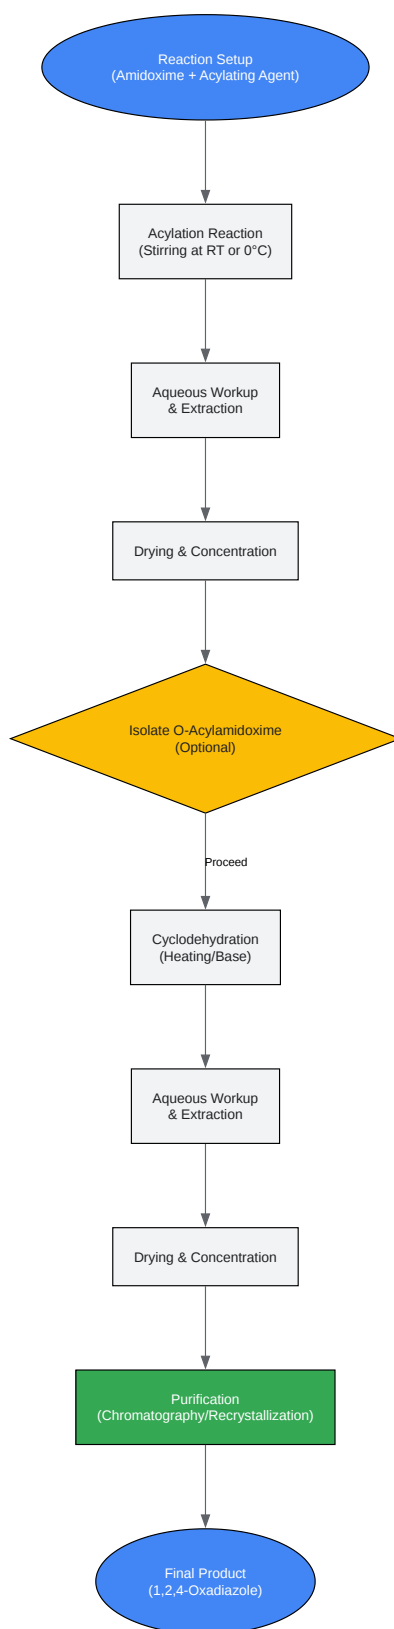 Reaction Setup
(Amidoxime + Acylating Agent)
Acylation Reaction
(Stirring at RT or 0°C)
Aqueous Workup
& Extraction
Drying & Concentration
Isolate O-Acylamidoxime
(Optional)
Proceed
Cyclodehydration
(Heating/Base)
Aqueous Workup
& Extraction
Drying & Concentration
Purification
(Chromatography/Recrystallization)
Final Product
(1,2,4-Oxadiazole)